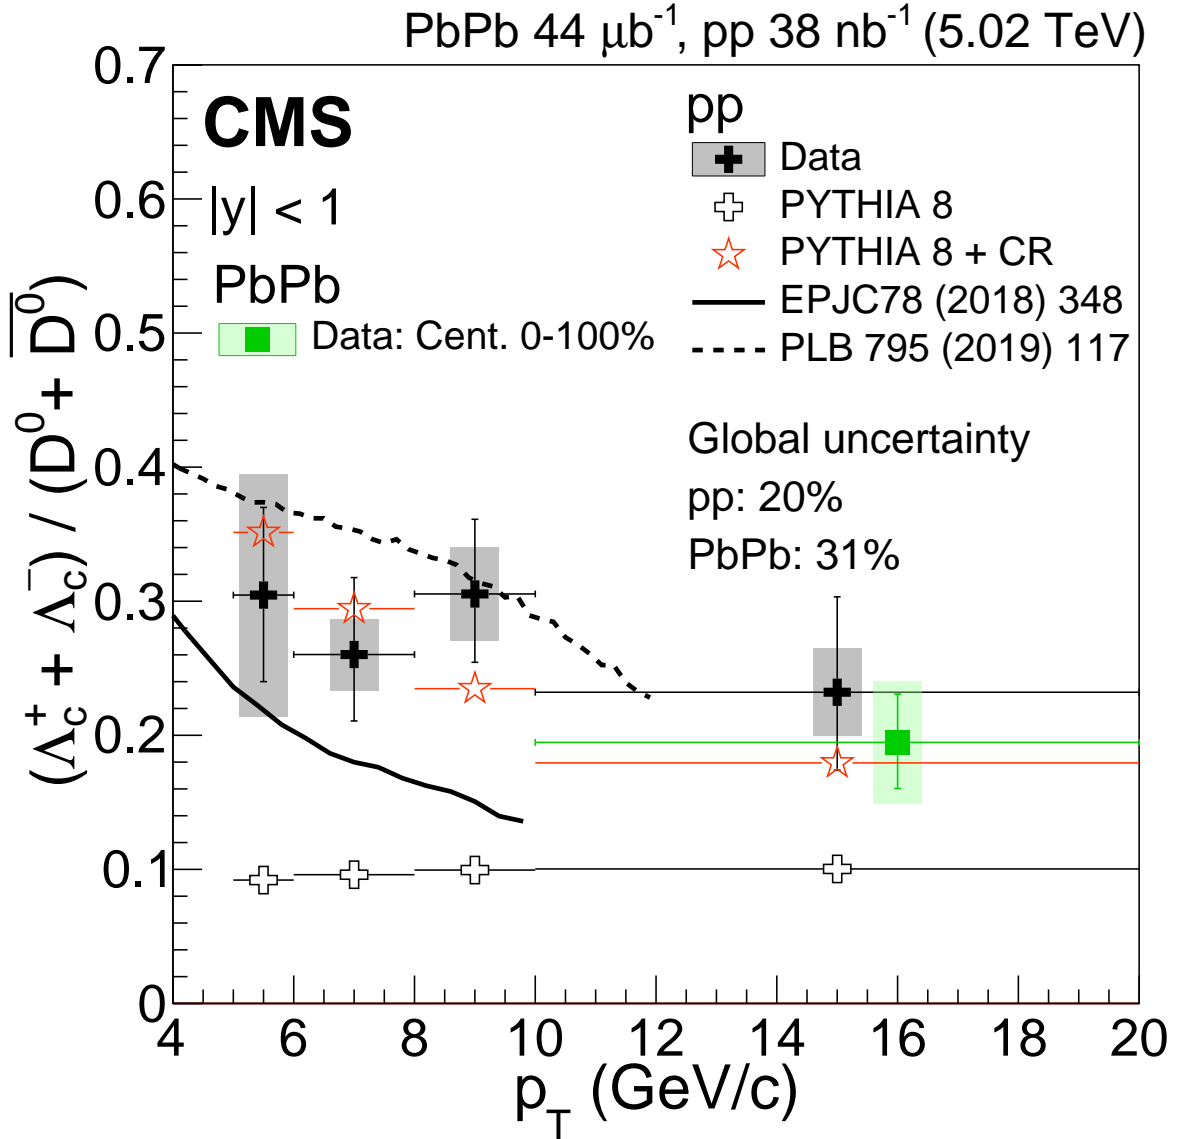 PbPb 44 μb⁻¹, pp 38 nb⁻¹ (5.02 TeV)
CMS
|y| < 1
PbPb
Data: Cent. 0-100%
pp
Data
PYTHIA 8
PYTHIA 8 + CR
EPJC78 (2018) 348
PLB 795 (2019) 117
Global uncertainty
pp: 20%
PbPb: 31%
(Λc⁺ + Λc⁻) / (D⁰ + D̅⁰)
0.7
0.6
0.5
0.4
0.3
0.2
0.1
0
4 6 8 10 12 14 16 18 20
p_T (GeV/c)